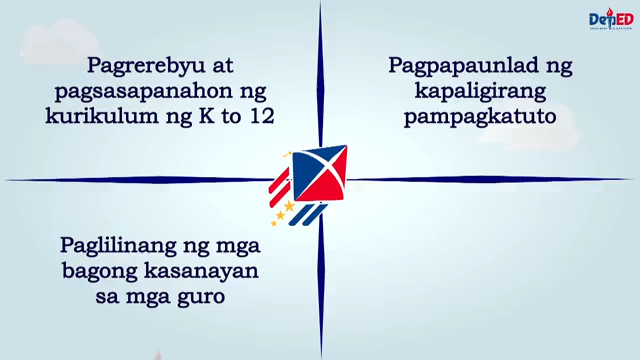 DepED
Pagrerebyu at
pagsasapanahon ng
kurikulum ng K to 12
Pagpapaunlad ng
kapaligirang
pampagkatuto
Paglilinang ng mga
bagong kasanayan
sa mga guro